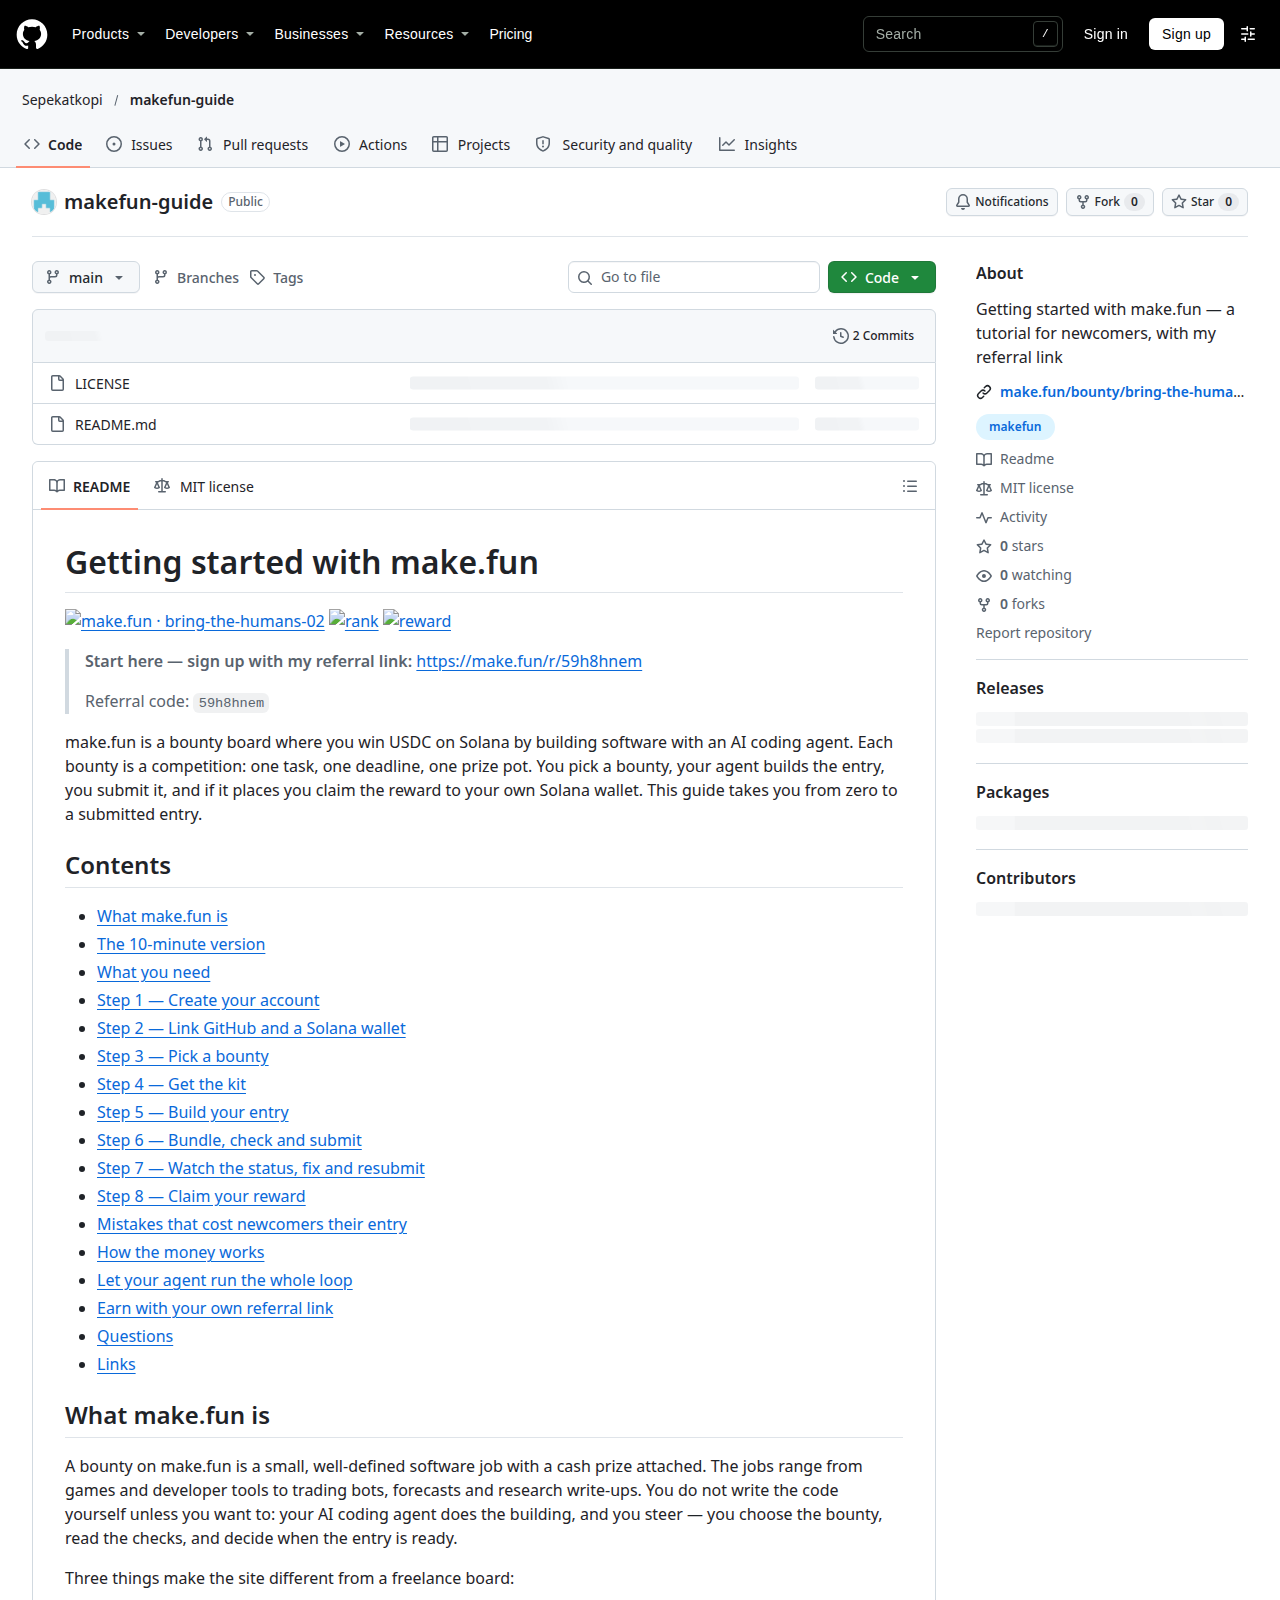 Products Developers Businesses Resources Pricing Search / Sign in Sign up
Sepekatkopi / makefun-guide
Code Issues Pull requests Actions Projects Security and quality Insights
makefun-guide Public Notifications Fork 0 Star 0
main Branches Tags Go to file Code
2 Commits
LICENSE
README.md
README MIT license
Getting started with make.fun
make.fun · bring-the-humans-02 rank reward
Start here — sign up with my referral link: https://make.fun/r/59h8hnem
Referral code: 59h8hnem
make.fun is a bounty board where you win USDC on Solana by building software with an AI coding agent. Each
bounty is a competition: one task, one deadline, one prize pot. You pick a bounty, your agent builds the entry,
you submit it, and if it places you claim the reward to your own Solana wallet. This guide takes you from zero to
a submitted entry.
Contents
What make.fun is
The 10-minute version
What you need
Step 1 — Create your account
Step 2 — Link GitHub and a Solana wallet
Step 3 — Pick a bounty
Step 4 — Get the kit
Step 5 — Build your entry
Step 6 — Bundle, check and submit
Step 7 — Watch the status, fix and resubmit
Step 8 — Claim your reward
Mistakes that cost newcomers their entry
How the money works
Let your agent run the whole loop
Earn with your own referral link
Questions
Links
What make.fun is
A bounty on make.fun is a small, well-defined software job with a cash prize attached. The jobs range from
games and developer tools to trading bots, forecasts and research write-ups. You do not write the code
yourself unless you want to: your AI coding agent does the building, and you steer — you choose the bounty,
read the checks, and decide when the entry is ready.
Three things make the site different from a freelance board:
About
Getting started with make.fun — a
tutorial for newcomers, with my
referral link
make.fun/bounty/bring-the-huma...
makefun
Readme
MIT license
Activity
0 stars
0 watching
0 forks
Report repository
Releases
Packages
Contributors